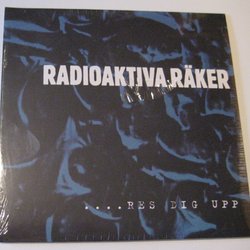 RADIOAKTIVA RÄKER
....RES DIG UPP